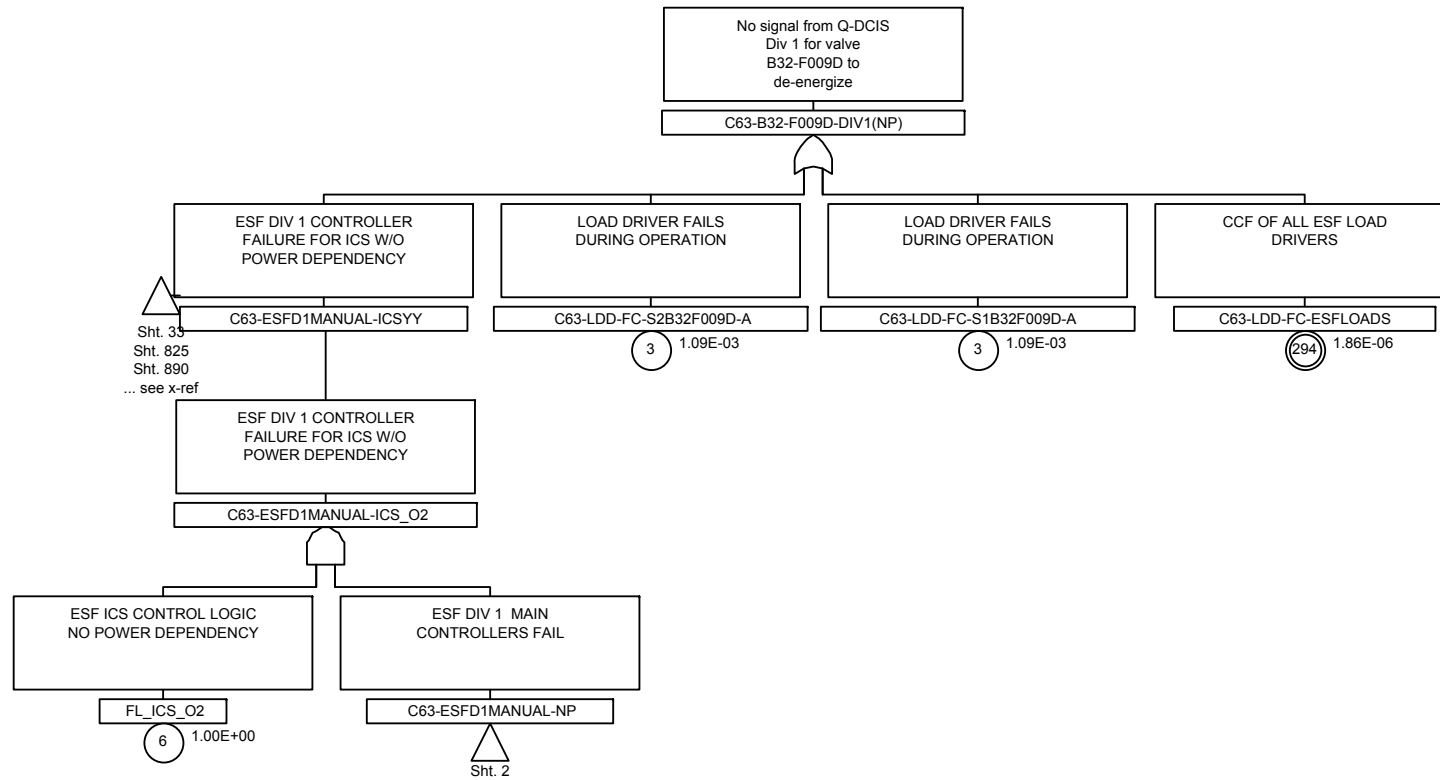 No signal from Q-DCIS
Div 1 for valve
B32-F009D to
de-energize
C63-B32-F009D-DIV1(NP)
ESF DIV 1 CONTROLLER
FAILURE FOR ICS W/O
POWER DEPENDENCY
C63-ESFD1MANUAL-ICSYY
Sht. 33
Sht. 825
Sht. 890
... see x-ref
LOAD DRIVER FAILS
DURING OPERATION
C63-LDD-FC-S2B32F009D-A
3
1.09E-03
LOAD DRIVER FAILS
DURING OPERATION
C63-LDD-FC-S1B32F009D-A
3
1.09E-03
CCF OF ALL ESF LOAD
DRIVERS
C63-LDD-FC-ESFLOADS
294
1.86E-06
ESF DIV 1 CONTROLLER
FAILURE FOR ICS W/O
POWER DEPENDENCY
C63-ESFD1MANUAL-ICS_O2
ESF ICS CONTROL LOGIC
NO POWER DEPENDENCY
FL_ICS_O2
6
1.00E+00
ESF DIV 1 MAIN
CONTROLLERS FAIL
C63-ESFD1MANUAL-NP
Sht. 2